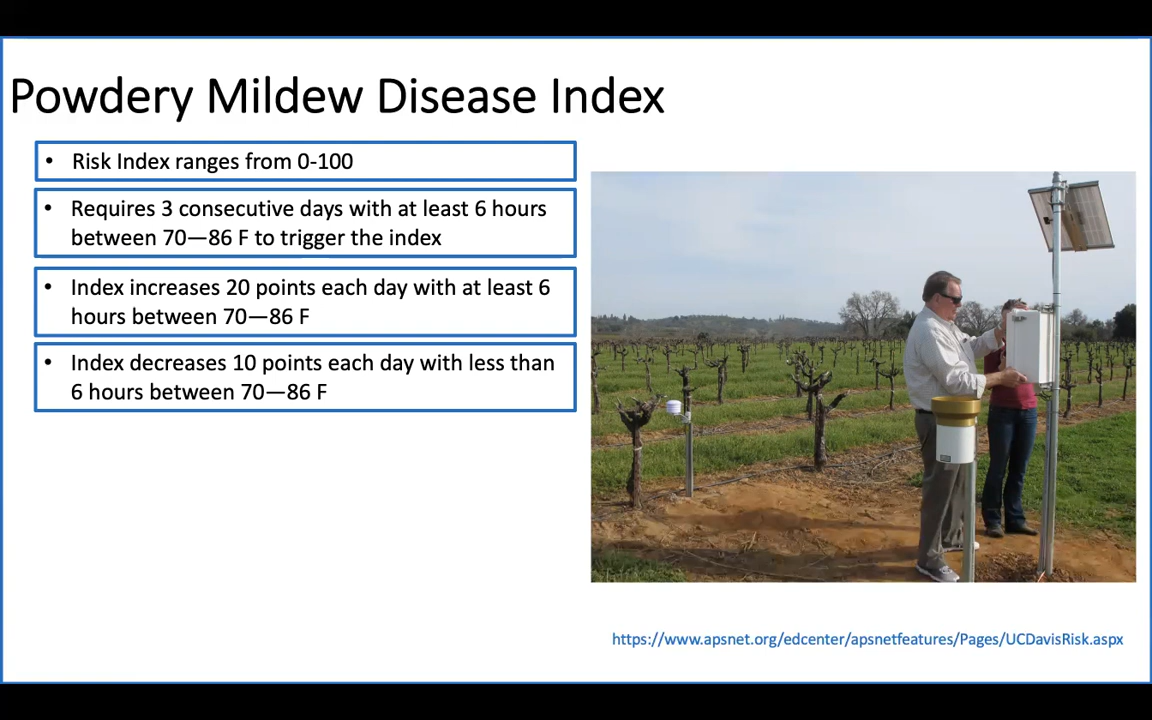 Powdery Mildew Disease Index
• Risk Index ranges from 0-100
• Requires 3 consecutive days with at least 6 hours
between 70—86 F to trigger the index
• Index increases 20 points each day with at least 6
hours between 70—86 F
• Index decreases 10 points each day with less than
6 hours between 70—86 F
https://www.apsnet.org/edcenter/apsnetfeatures/Pages/UCDavisRisk.aspx